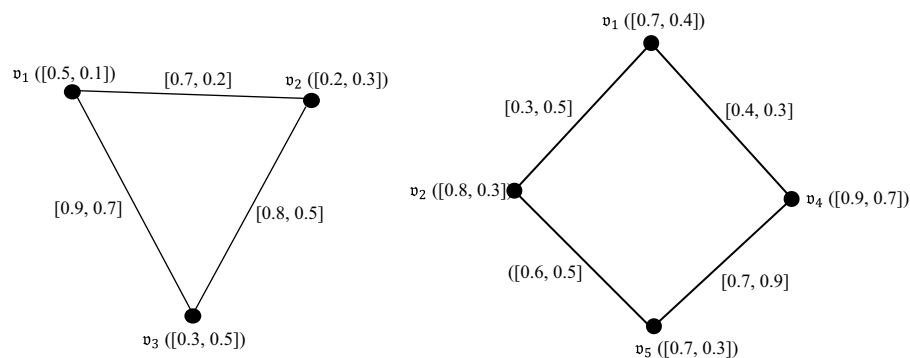 𝔳1 ([0.5, 0.1])
[0.7, 0.2]
𝔳2 ([0.2, 0.3])
[0.9, 0.7]
[0.8, 0.5]
𝔳3 ([0.3, 0.5])
𝔳1 ([0.7, 0.4])
[0.3, 0.5]
[0.4, 0.3]
𝔳2 ([0.8, 0.3])
𝔳4 ([0.9, 0.7])
([0.6, 0.5]
[0.7, 0.9]
𝔳5 ([0.7, 0.3])